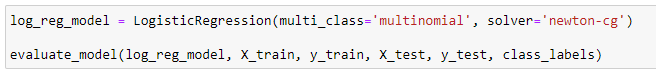 log_reg_model = LogisticRegression(multi_class='multinomial', solver='newton-cg')
evaluate_model(log_reg_model, X_train, y_train, X_test, y_test, class_labels)